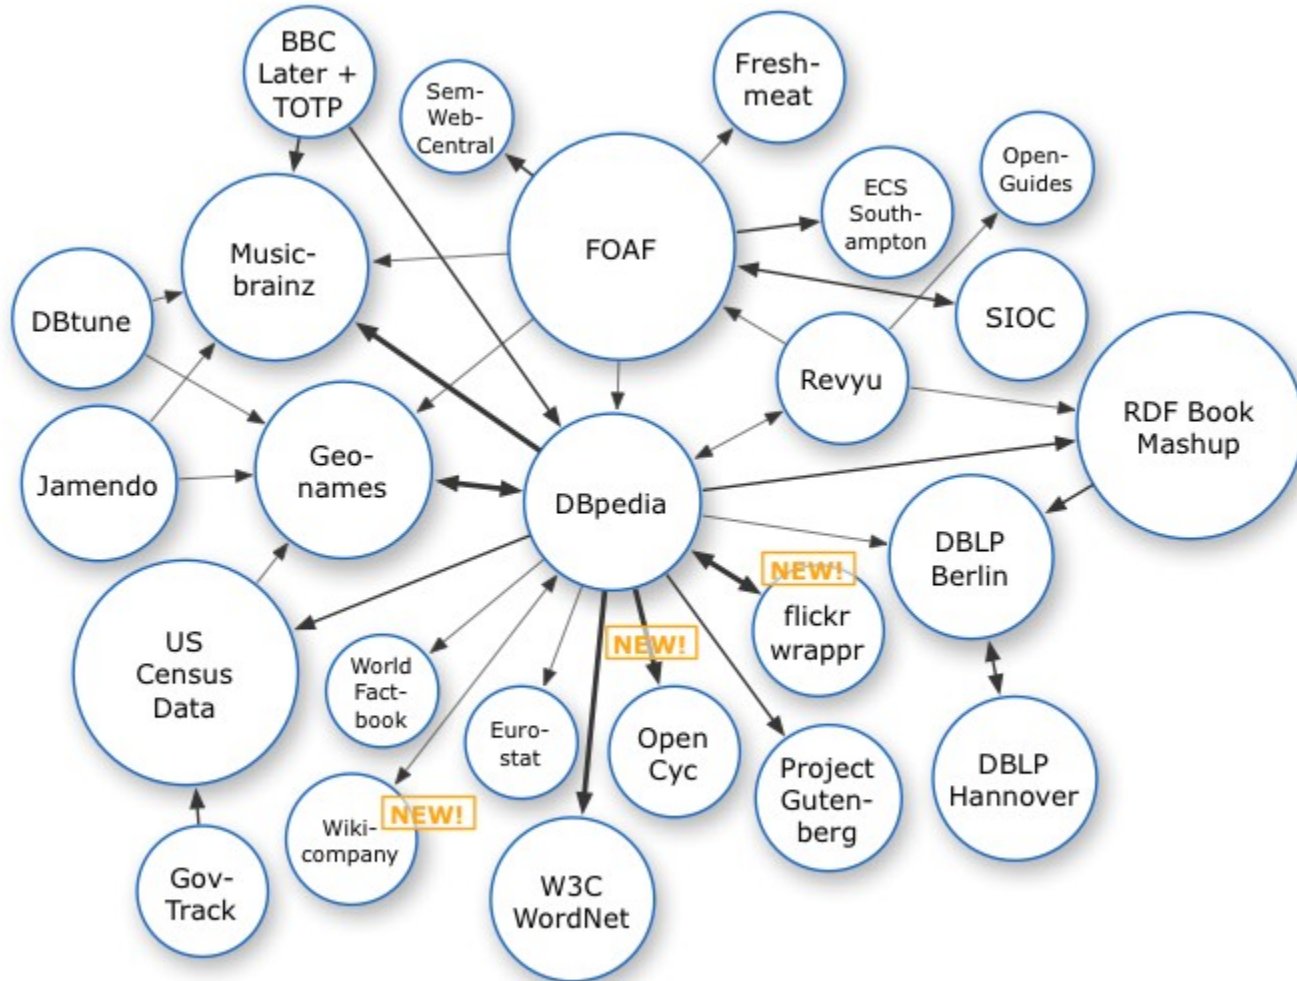 BBC
Later +
TOTP
Sem-
Web-
Central
Fresh-
meat
FOAF
ECS
South-
ampton
Open-
Guides
Music-
brainz
DBtune
SIOC
Revyu
RDF Book
Mashup
Jamendo
Geo-
names
DBpedia
DBLP
Berlin
NEW!
flickr
wrappr
US
Census
Data
World
Fact-
book
NEW!
Euro-
stat
Open
Cyc
Project
Guten-
berg
DBLP
Hannover
NEW!
Wiki-
company
Gov-
Track
W3C
WordNet